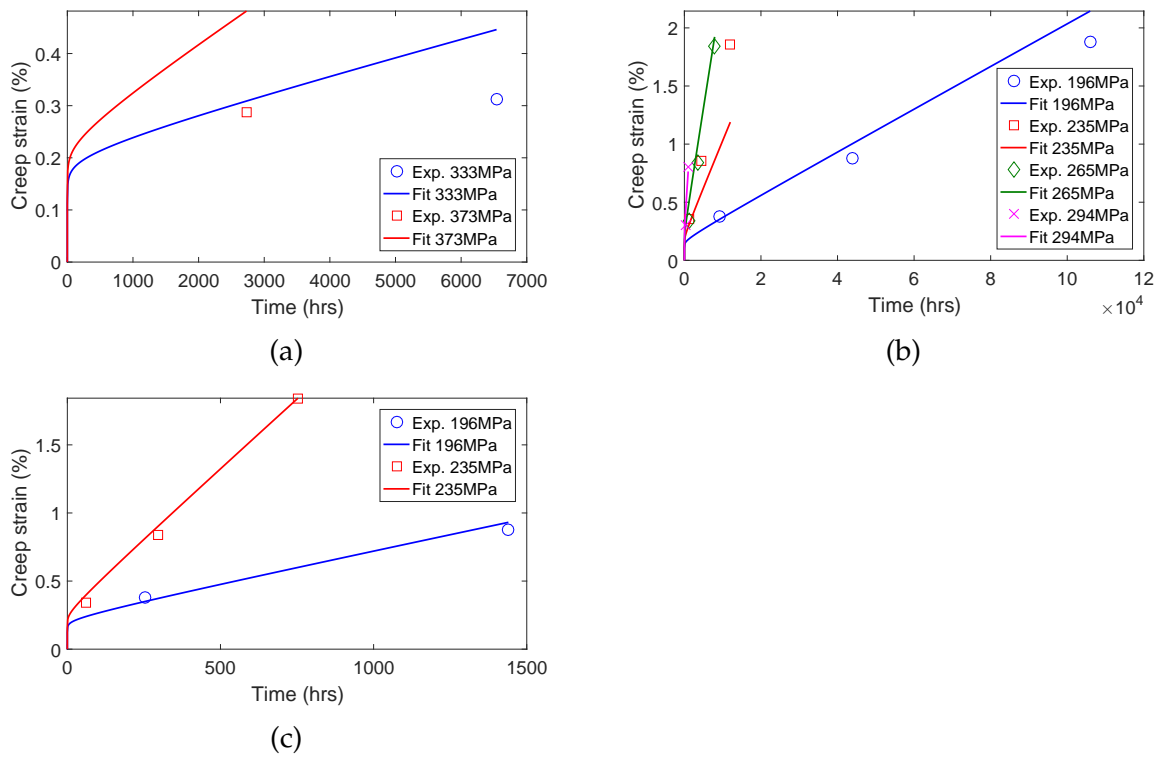 0.4
0.3
0.2
0.1
0
Creep strain (%)
Exp. 333MPa
Fit 333MPa
Exp. 373MPa
Fit 373MPa
0 1000 2000 3000 4000 5000 6000 7000
Time (hrs)
(a)
2
1.5
1
0.5
0
Creep strain (%)
Exp. 196MPa
Fit 196MPa
Exp. 235MPa
Fit 235MPa
Exp. 265MPa
Fit 265MPa
Exp. 294MPa
Fit 294MPa
0 2 4 6 8 10 12
Time (hrs)
×10⁴
(b)
1.5
1
0.5
0
Creep strain (%)
Exp. 196MPa
Fit 196MPa
Exp. 235MPa
Fit 235MPa
0 500 1000 1500
Time (hrs)
(c)